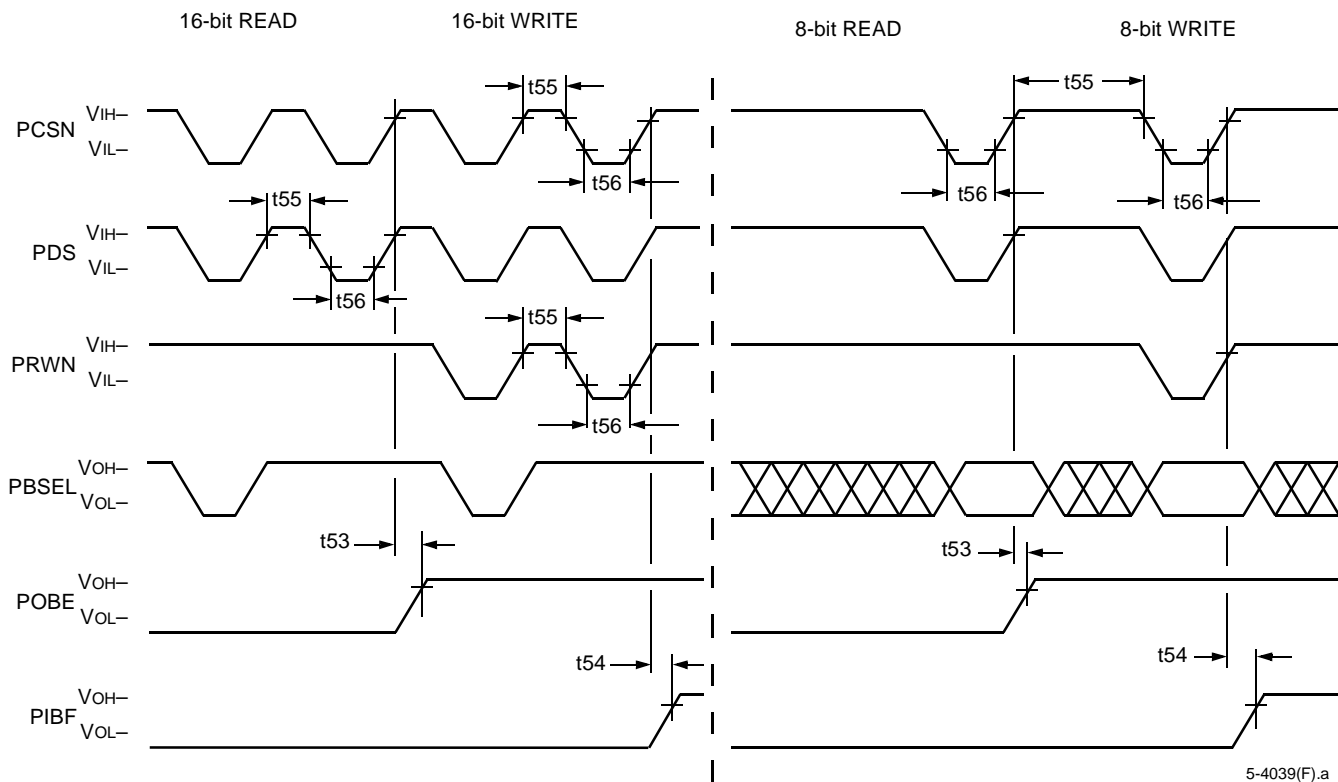 16-bit READ 16-bit WRITE 8-bit READ 8-bit WRITE
t55 t55
PCSN VIH–
VIL–
t56 t56 t56
t55
PDS VIH–
VIL–
t56
t55
PRWN VIH–
VIL–
t56
PBSEL VOH–
VOL–
t53 t53
POBE VOH–
VOL–
t54 t54
PIBF VOH–
VOL–
5-4039(F).a